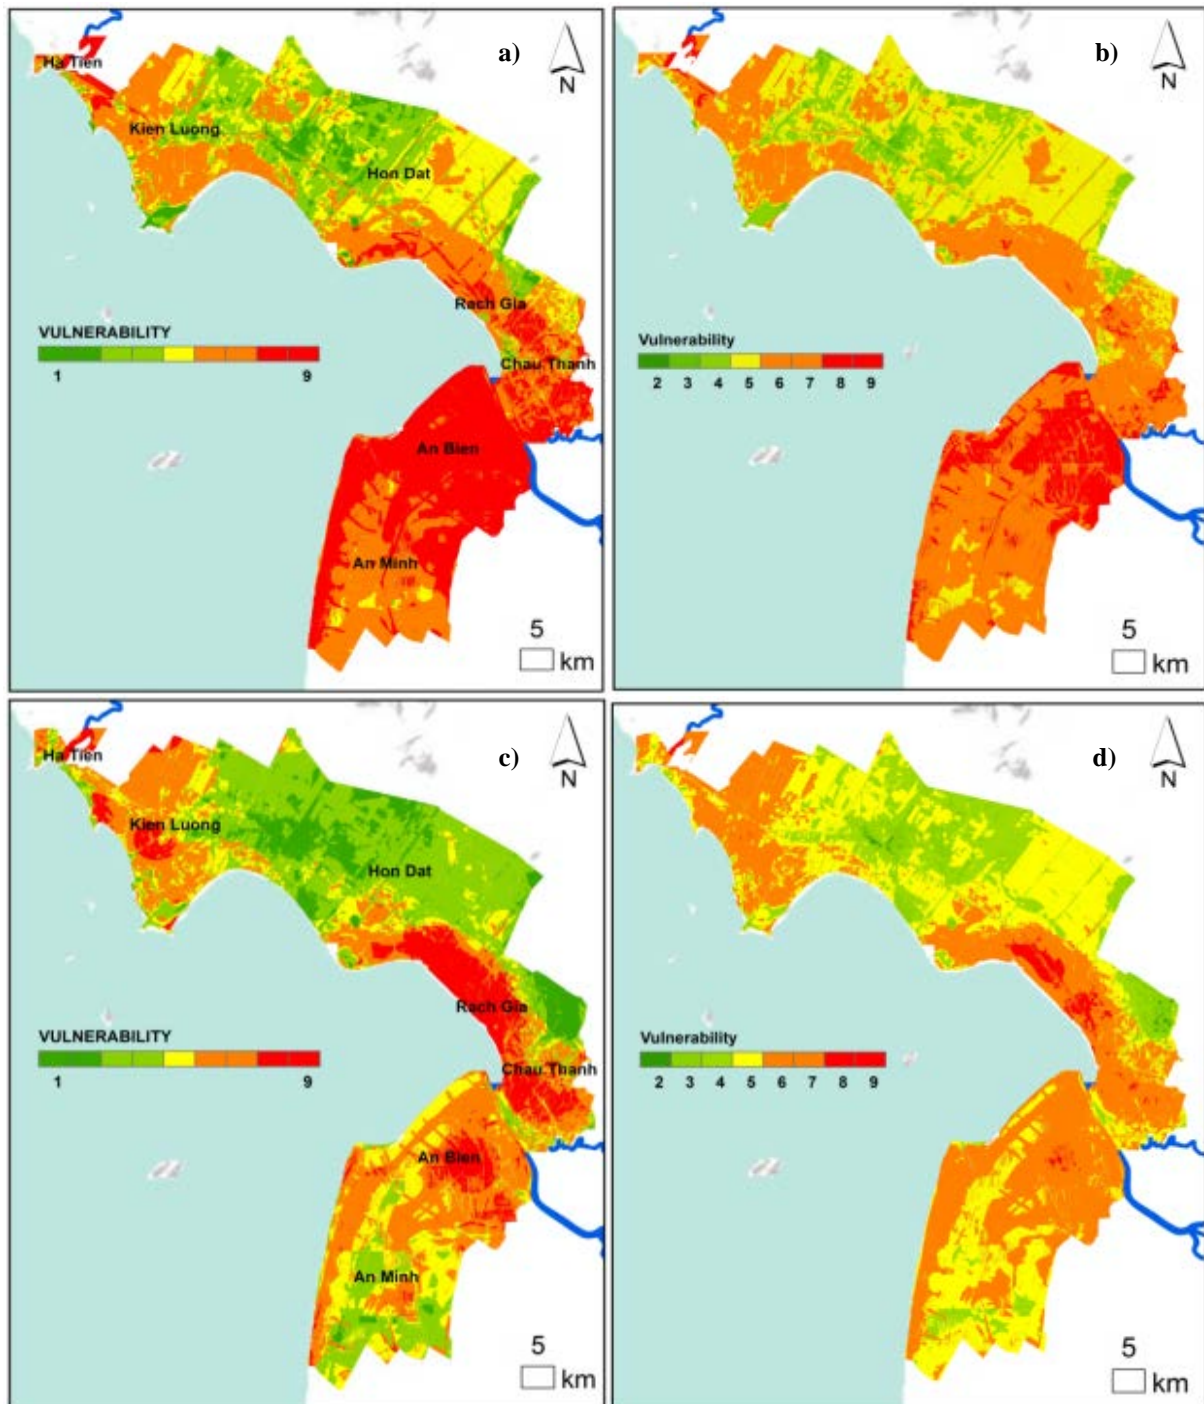 a)
N
Ha Tien
Kien Luong
Hon Dat
Rach Gia
VULNERABILITY
1 9
Chau Thanh
An Bien
An Minh
5
km
b)
N
Vulnerability
2 3 4 5 6 7 8 9
5
km
c)
N
Ha Tien
Kien Luong
Hon Dat
Rach Gia
VULNERABILITY
1 9
Chau Thanh
An Bien
An Minh
5
km
d)
N
Vulnerability
2 3 4 5 6 7 8 9
5
km